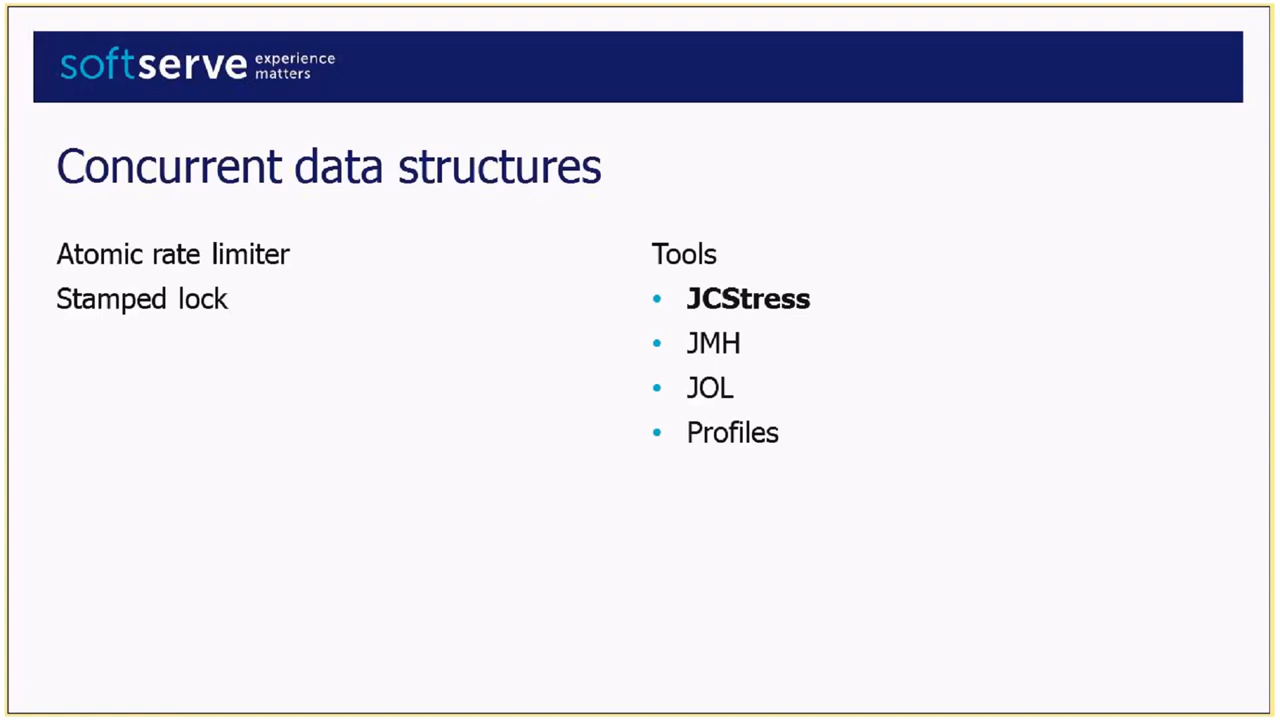 softserve experience
matters
Concurrent data structures
Atomic rate limiter
Stamped lock
Tools
• JCStress
• JMH
• JOL
• Profiles